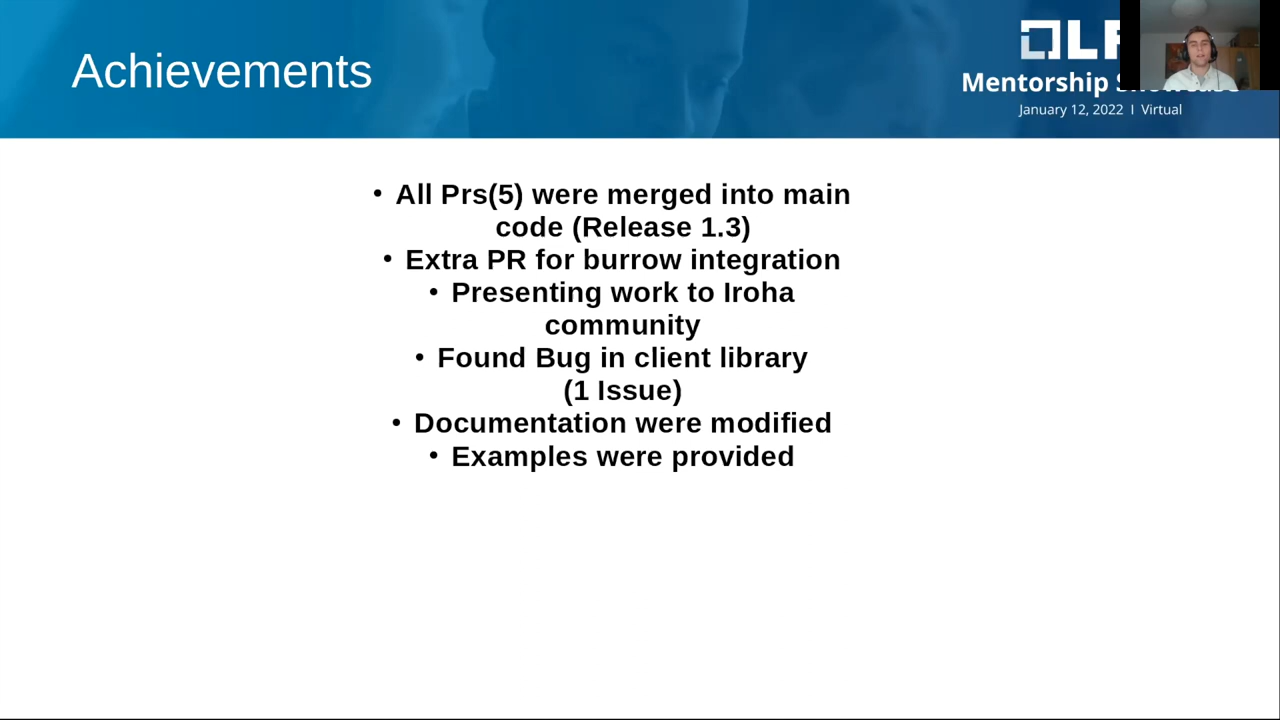 Achievements
LF
Mentorship
January 12, 2022 | Virtual
• All Prs(5) were merged into main
code (Release 1.3)
• Extra PR for burrow integration
• Presenting work to Iroha
community
• Found Bug in client library
(1 Issue)
• Documentation were modified
• Examples were provided